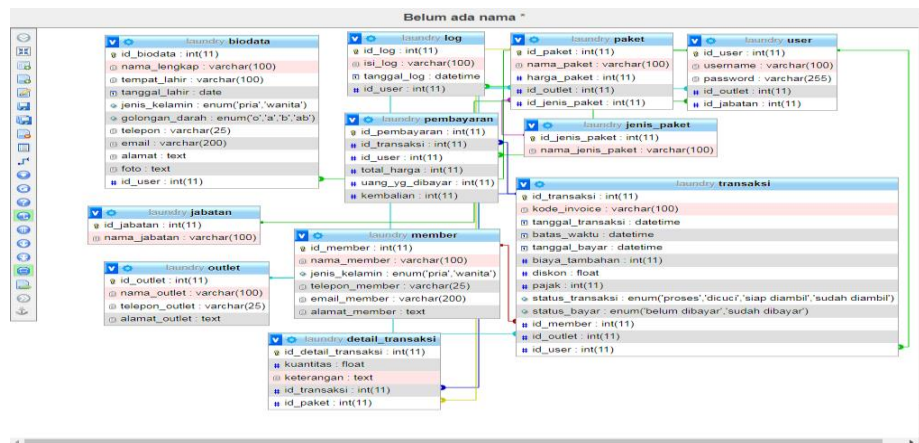 Belum ada nama *
laundry biodata
id_biodata : int(11)
nama_lengkap : varchar(100)
tempat_lahir : varchar(100)
tanggal_lahir : date
jenis_kelamin : enum('pria','wanita')
golongan_darah : enum('o','a','b','ab')
telepon : varchar(25)
email : varchar(200)
alamat : text
foto : text
id_user : int(11)
laundry log
id_log : int(11)
isi_log : varchar(100)
tanggal_log : datetime
id_user : int(11)
laundry paket
id_paket : int(11)
nama_paket : varchar(100)
harga_paket : int(11)
id_outlet : int(11)
id_jenis_paket : int(11)
laundry user
id_user : int(11)
username : varchar(100)
password : varchar(255)
id_outlet : int(11)
id_jabatan : int(11)
laundry pembayaran
id_pembayaran : int(11)
id_transaksi : int(11)
id_user : int(11)
total_harga : int(11)
uang_yg_dibayar : int(11)
kembalian : int(11)
laundry jenis_paket
id_jenis_paket : int(11)
nama_jenis_paket : varchar(100)
laundry transaksi
id_transaksi : int(11)
kode_invoice : varchar(100)
tanggal_transaksi : datetime
batas_waktu : datetime
tanggal_bayar : datetime
biaya_tambahan : int(11)
diskon : float
pajak : int(11)
status_transaksi : enum('proses','dicuci','siap diambil','sudah diambil')
status_bayar : enum('belum dibayar','sudah dibayar')
id_member : int(11)
id_outlet : int(11)
id_user : int(11)
laundry jabatan
id_jabatan : int(11)
nama_jabatan : varchar(100)
laundry member
id_member : int(11)
nama_member : varchar(100)
jenis_kelamin : enum('pria','wanita')
telepon_member : varchar(25)
email_member : varchar(200)
alamat_member : text
laundry outlet
id_outlet : int(11)
nama_outlet : varchar(100)
telepon_outlet : varchar(25)
alamat_outlet : text
laundry detail_transaksi
id_detail_transaksi : int(11)
kuantitas : float
keterangan : text
id_transaksi : int(11)
id_paket : int(11)